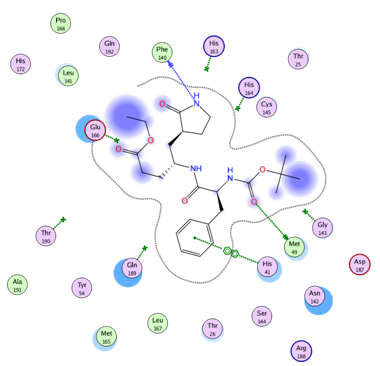 Pro
168
Gln
192
Phe
140
His
163
Thr
25
His
172
Leu
141
His
164
Cys
145
Glu
166
H
N
O
O
O
NH
O
H
N
O
O
Gly
143
Thr
190
Met
49
Gln
189
His
41
Asp
187
Ala
191
Tyr
54
Asn
142
Met
165
Leu
167
Thr
26
Ser
144
Arg
188